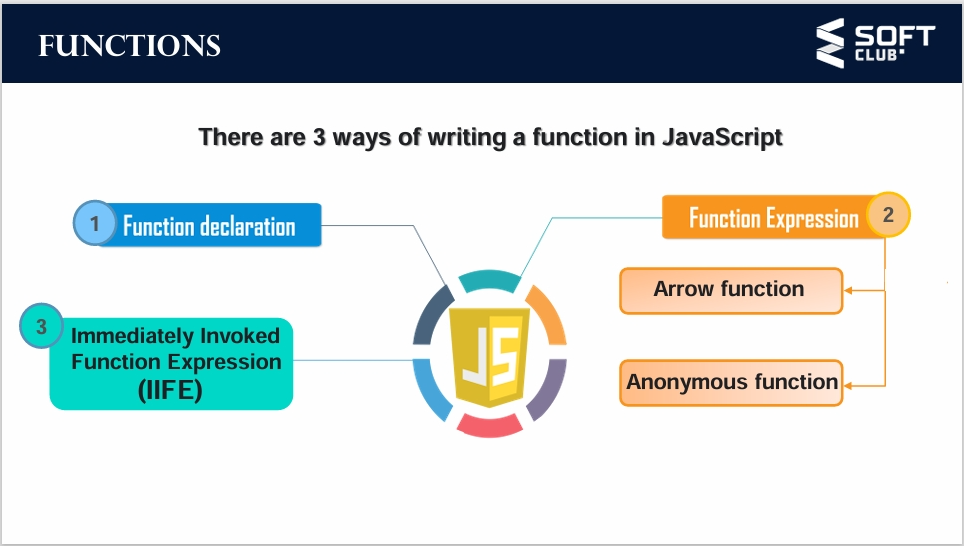 FUNCTIONS
SOFT
CLUB
There are 3 ways of writing a function in JavaScript
1
Function declaration
Function Expression
2
Arrow function
Anonymous function
3
Immediately Invoked
Function Expression
(IIFE)
JS